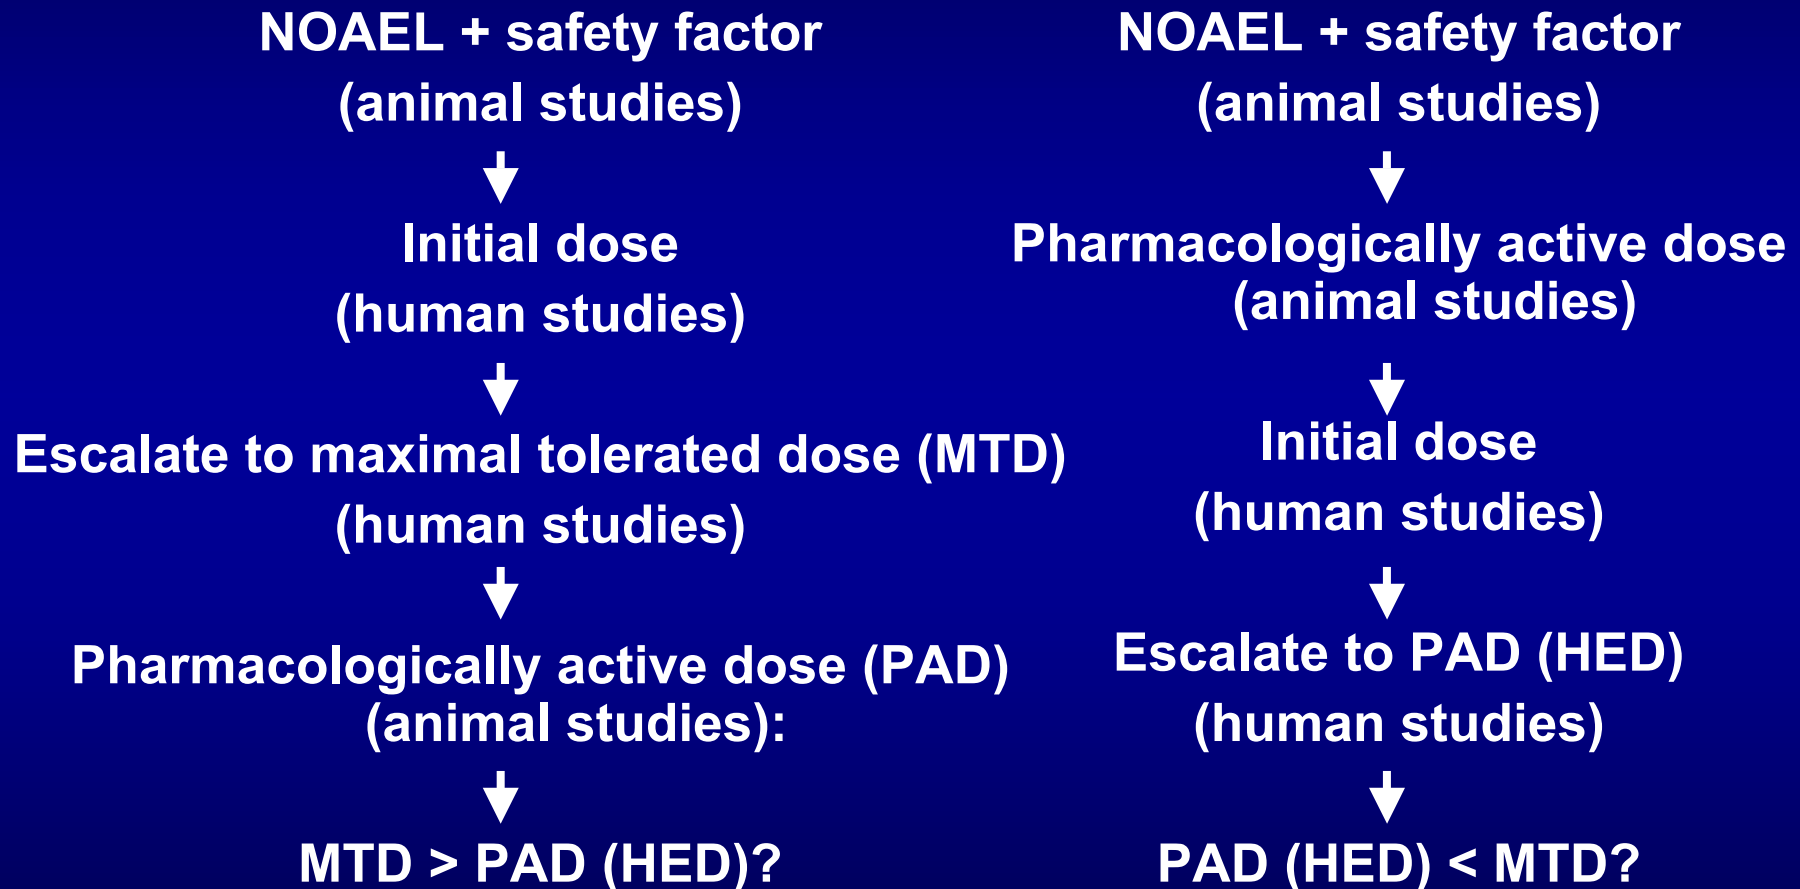 NOAEL + safety factor
(animal studies)
Initial dose
(human studies)
Escalate to maximal tolerated dose (MTD)
(human studies)
Pharmacologically active dose (PAD)
(animal studies):
MTD > PAD (HED)?
NOAEL + safety factor
(animal studies)
Pharmacologically active dose
(animal studies)
Initial dose
(human studies)
Escalate to PAD (HED)
(human studies)
PAD (HED) < MTD?